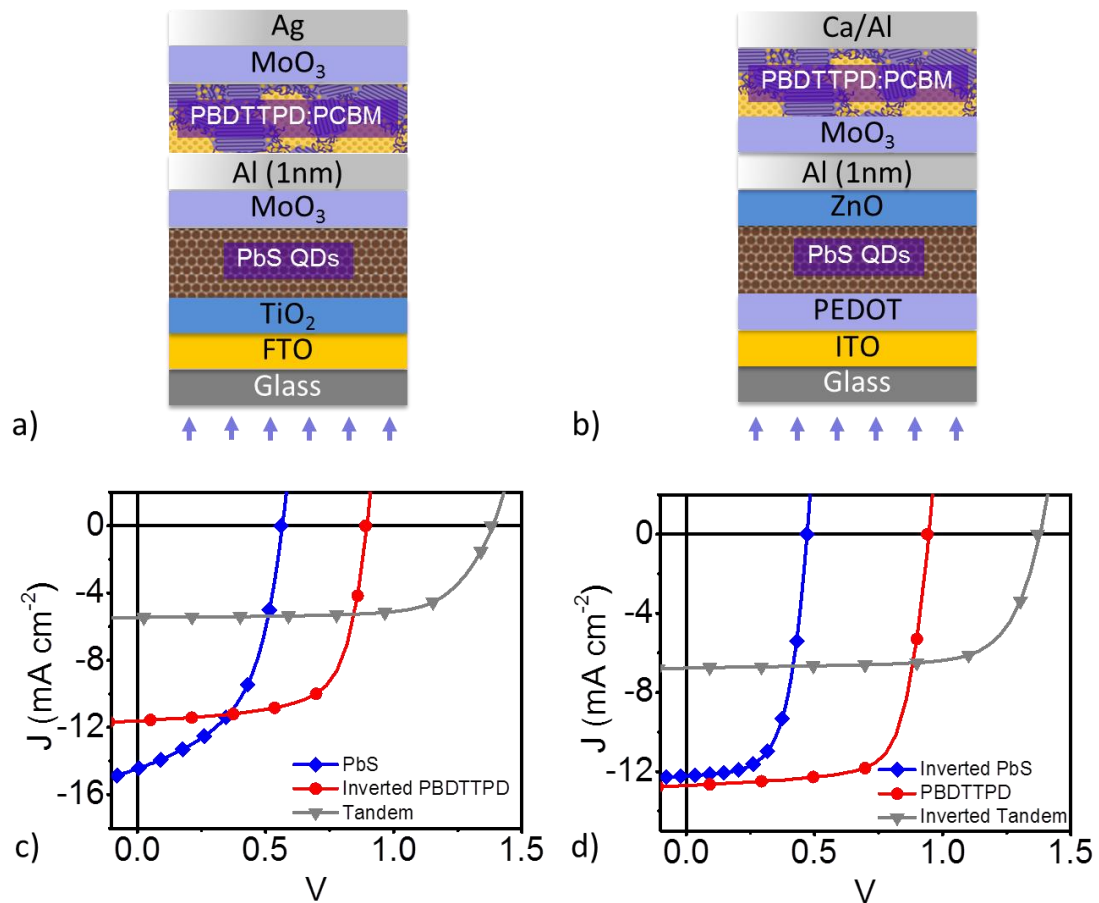 Ag
MoO₃
PBDTTPD:PCBM
Al (1nm)
MoO₃
PbS QDs
TiO₂
FTO
Glass
a)
Ca/Al
PBDTTPD:PCBM
MoO₃
Al (1nm)
ZnO
PbS QDs
PEDOT
ITO
Glass
b)
J (mA cm⁻²)
0
-4
-8
-12
-16
PbS
Inverted PBDTTPD
Tandem
0.0 0.5 1.0 1.5
V
c)
J (mA cm⁻²)
0
-4
-8
-12
Inverted PbS
PBDTTPD
Inverted Tandem
0.0 0.5 1.0 1.5
V
d)